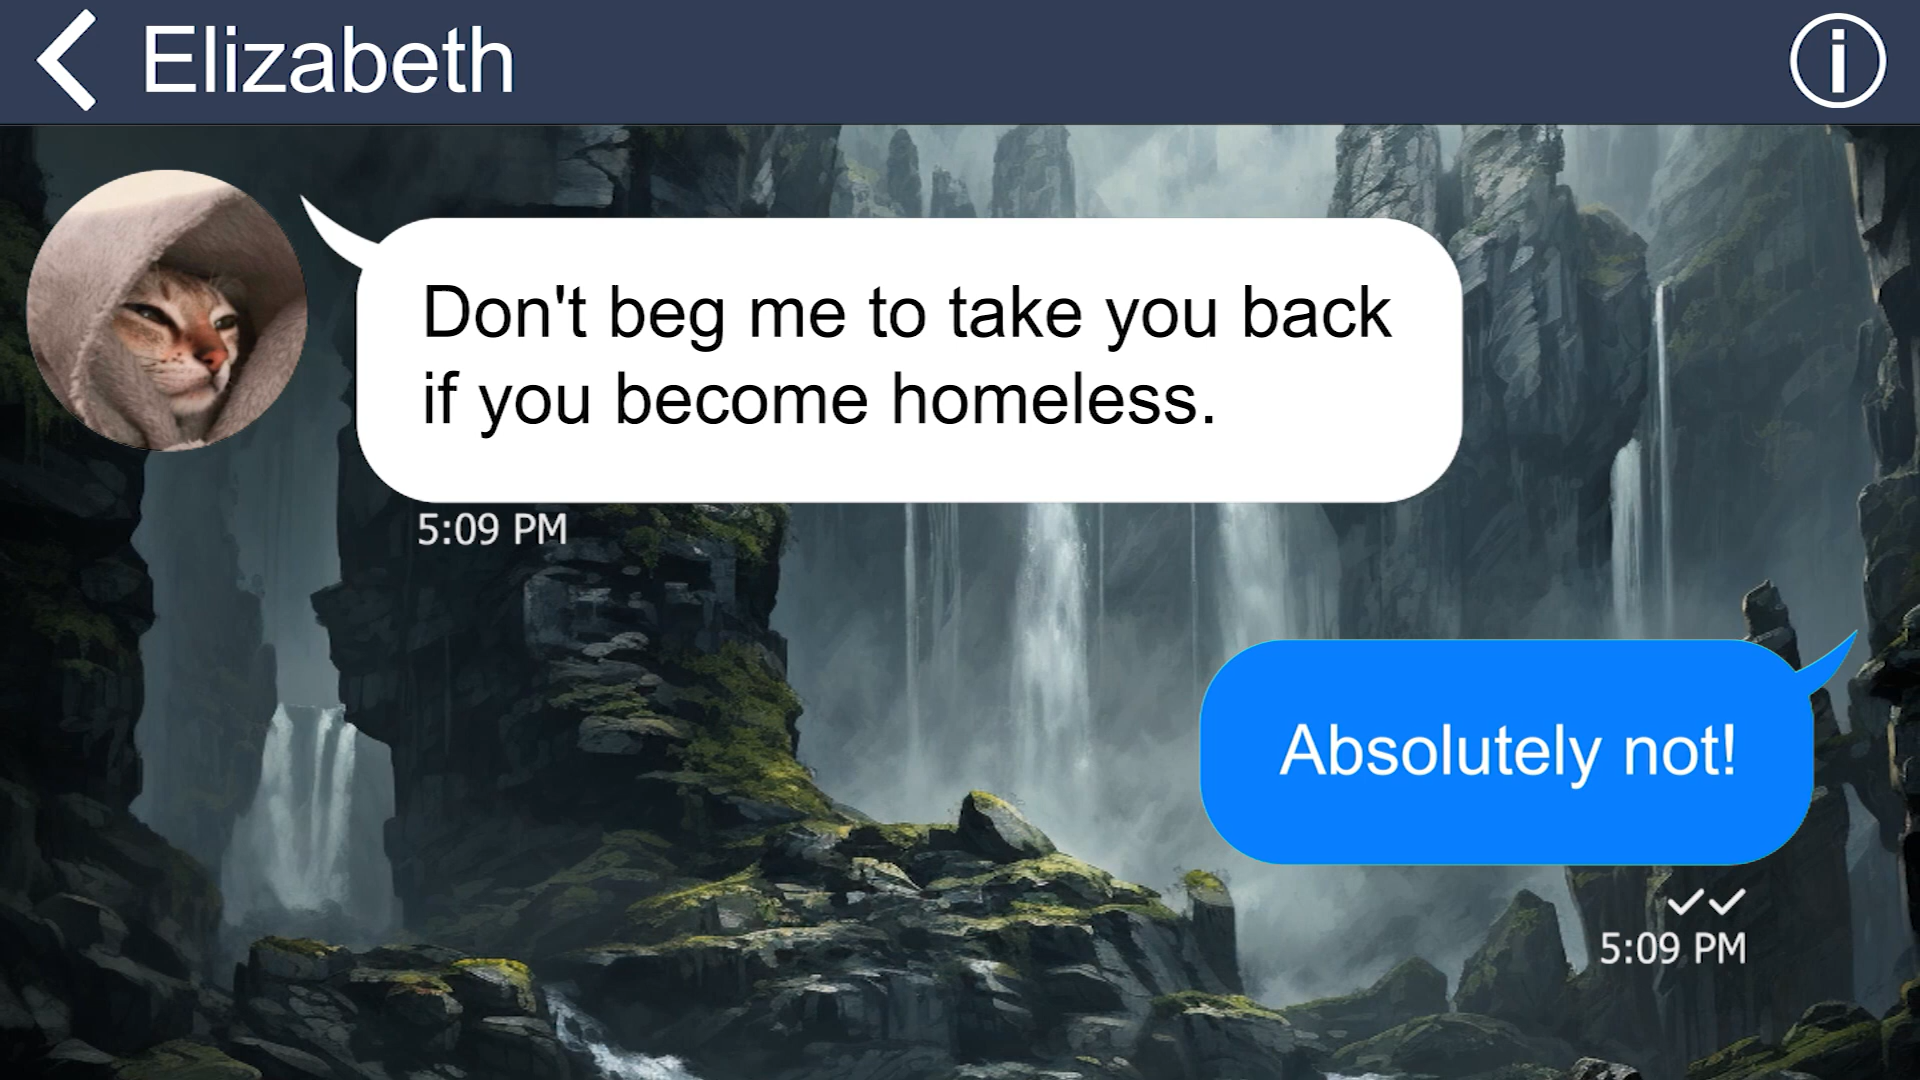 Elizabeth
Don't beg me to take you back
if you become homeless.
5:09 PM
Absolutely not!
5:09 PM